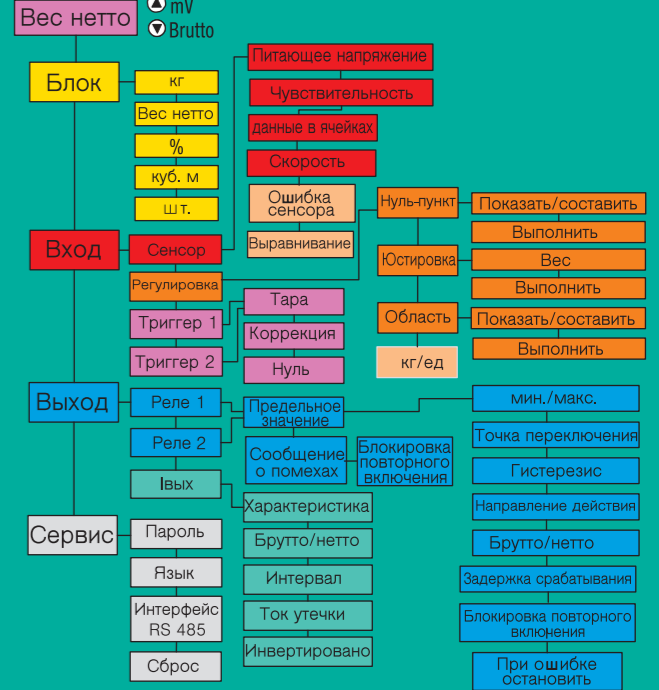 Вес нетто
mV
Brutto
Блок
кг
Вес нетто
%
куб. м
шт.
Питающее напряжение
Чувствительность
данные в ячейках
Скорость
Ошибка
сенсора
Выравнивание
Вход
Сенсор
Регулировка
Триггер 1
Триггер 2
Тара
Коррекция
Нуль
Нуль-пункт
Показать/составить
Выполнить
Юстировка
Вес
Выполнить
Область
Показать/составить
Выполнить
кг/ед
Выход
Реле 1
Реле 2
Iвых
Предельное
значение
Сообщение
о помехах
Блокировка
повторного
включения
мин./макс.
Точка переключения
Гистерезис
Направление действия
Брутто/нетто
Задержка срабатывания
Блокировка повторного
включения
При ошибке
остановить
Характеристика
Брутто/нетто
Интервал
Ток утечки
Инвертировано
Сервис
Пароль
Язык
Интерфейс
RS 485
Сброс